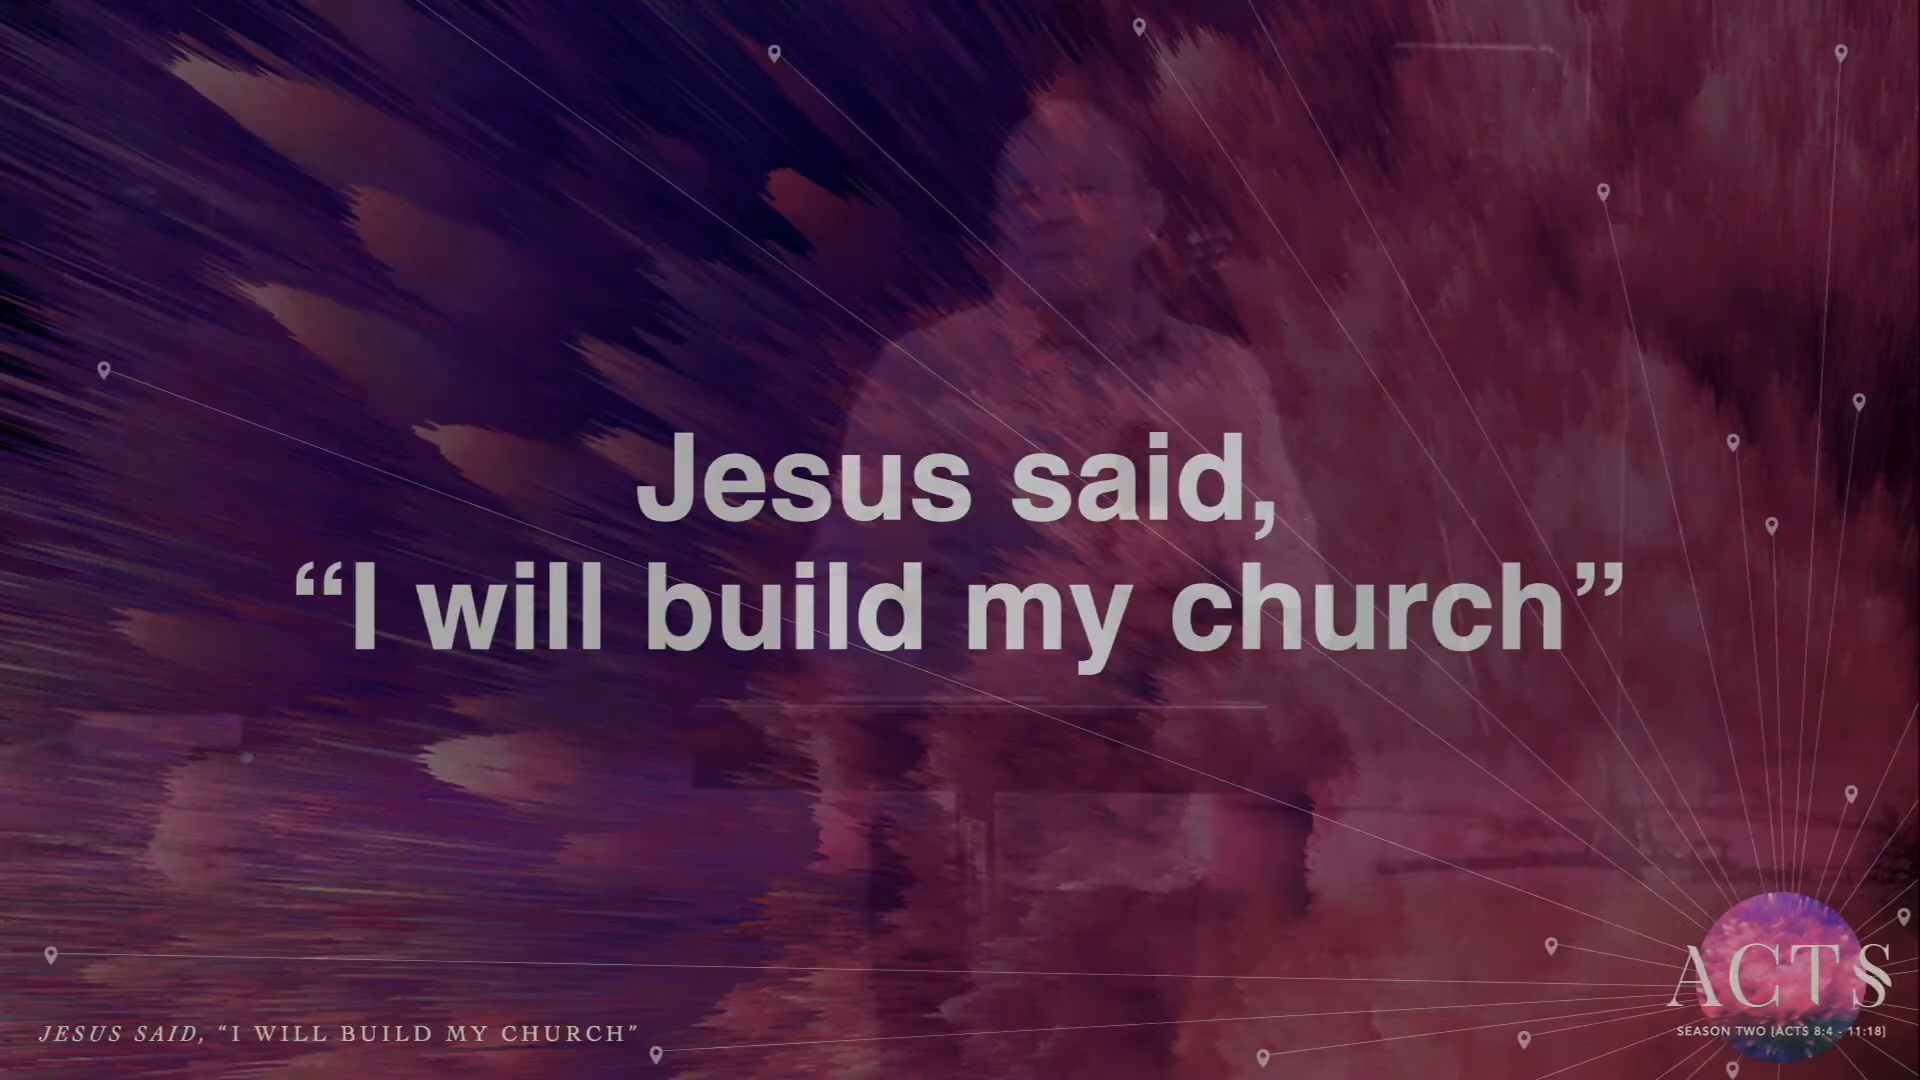 Jesus said,
“I will build my church”
JESUS SAID, “I WILL BUILD MY CHURCH”
ACTS
SEASON TWO [ACTS 8:4 - 11:18]